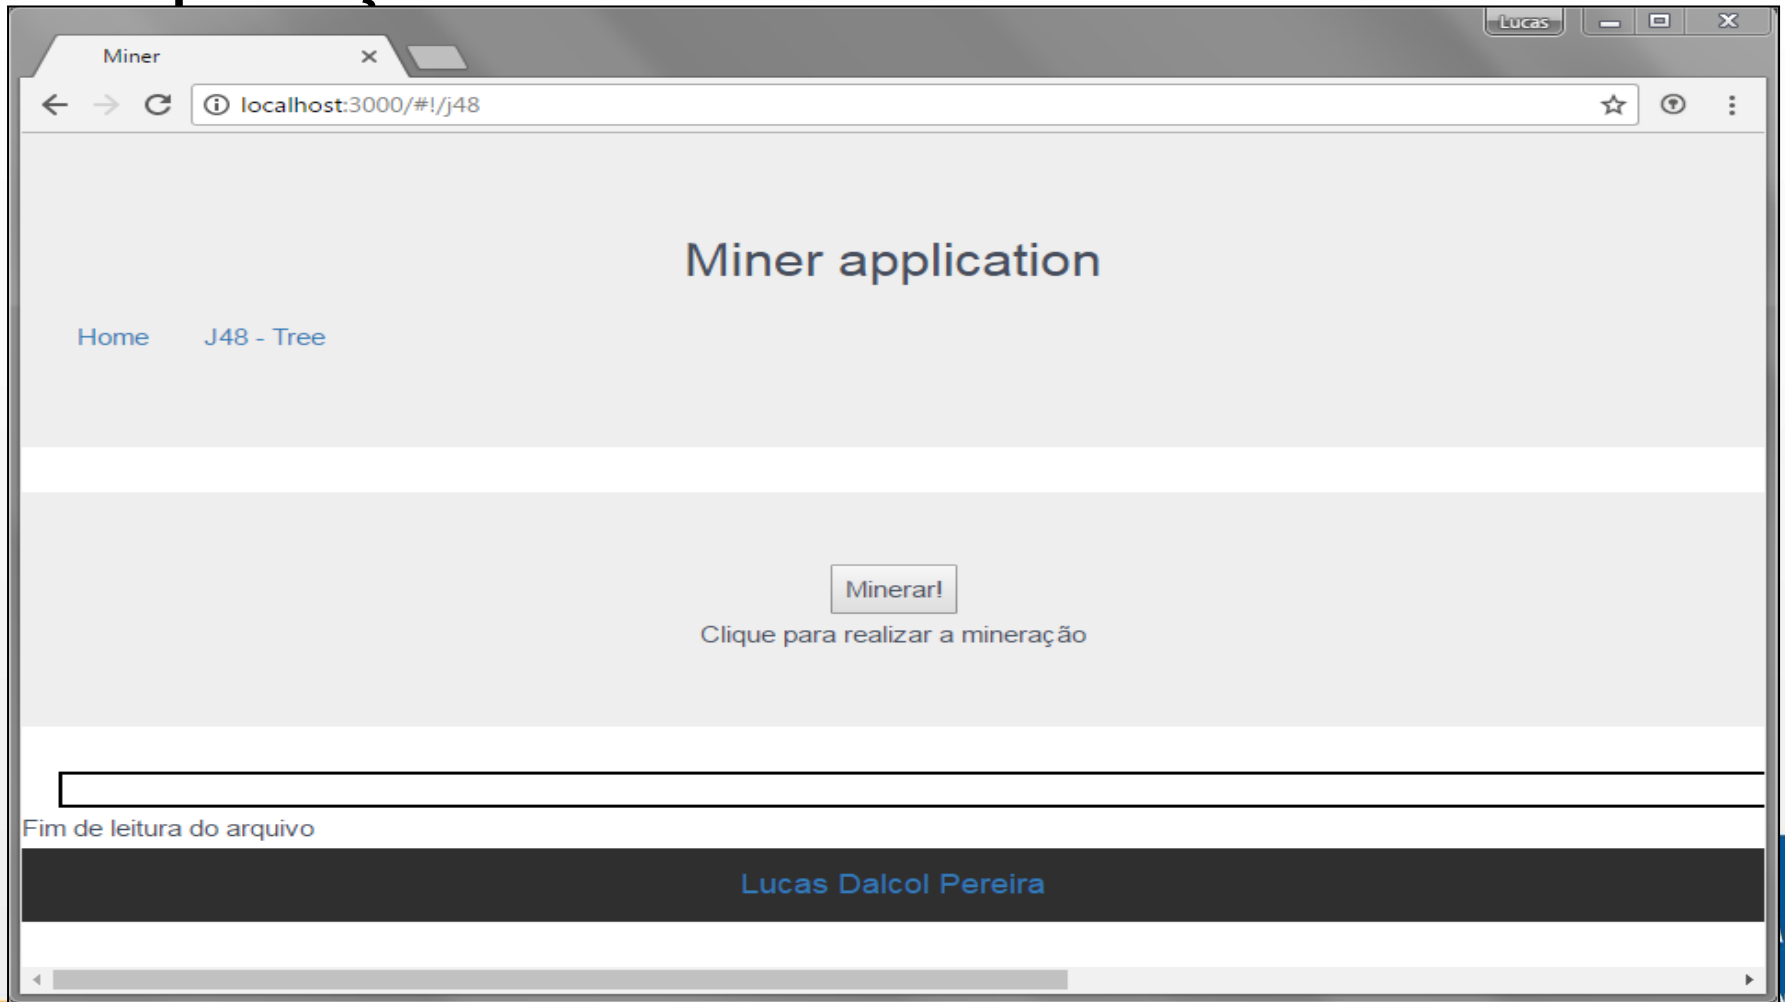 Lucas
Miner
localhost:3000/#!/j48
Miner application
Home J48 - Tree
Minerar!
Clique para realizar a mineração
Fim de leitura do arquivo
Lucas Dalcol Pereira